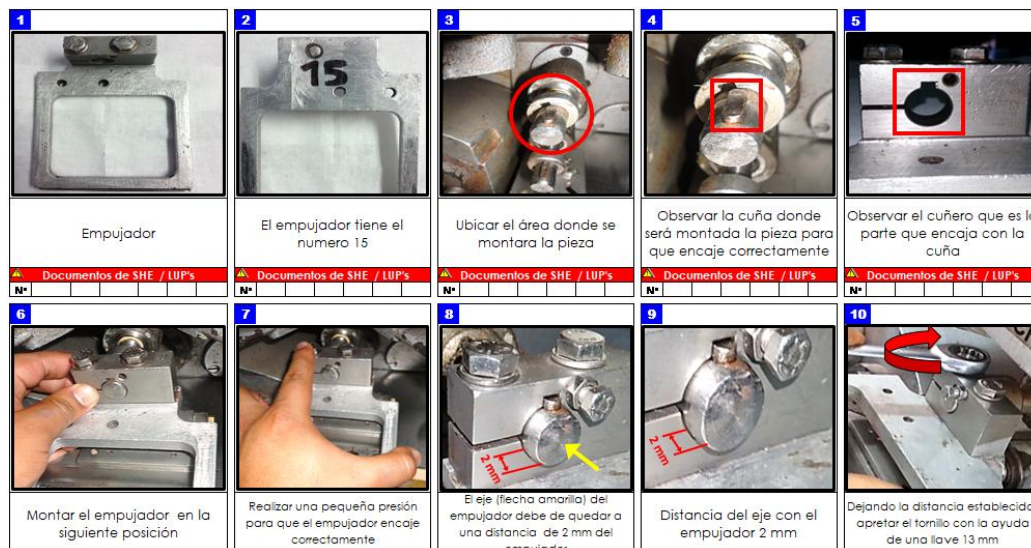 1
2
3
4
5
15
Empujador
El empujador tiene el
numero 15
Ubicar el área donde se
montara la pieza
Observar la cuña donde
será montada la pieza para
que encaje correctamente
Observar el cuñero que es la
parte que encaja con la
cuña
Documentos de SHE / LUP's
Documentos de SHE / LUP's
Documentos de SHE / LUP's
Documentos de SHE / LUP's
Documentos de SHE / LUP's
Nº
Nº
Nº
Nº
Nº
6
7
8
9
10
2 mm
2 mm
Montar el empujador en la
siguiente posición
Realizar una pequeña presión
para que el empujador encaje
correctamente
El eje (flecha amarilla) del
empujador debe de quedar a
una distancia de 2 mm del
empujador
Distancia del eje con el
empujador 2 mm
Dejando la distancia establecida
apretar el tornillo con la ayuda
de una llave 13 mm